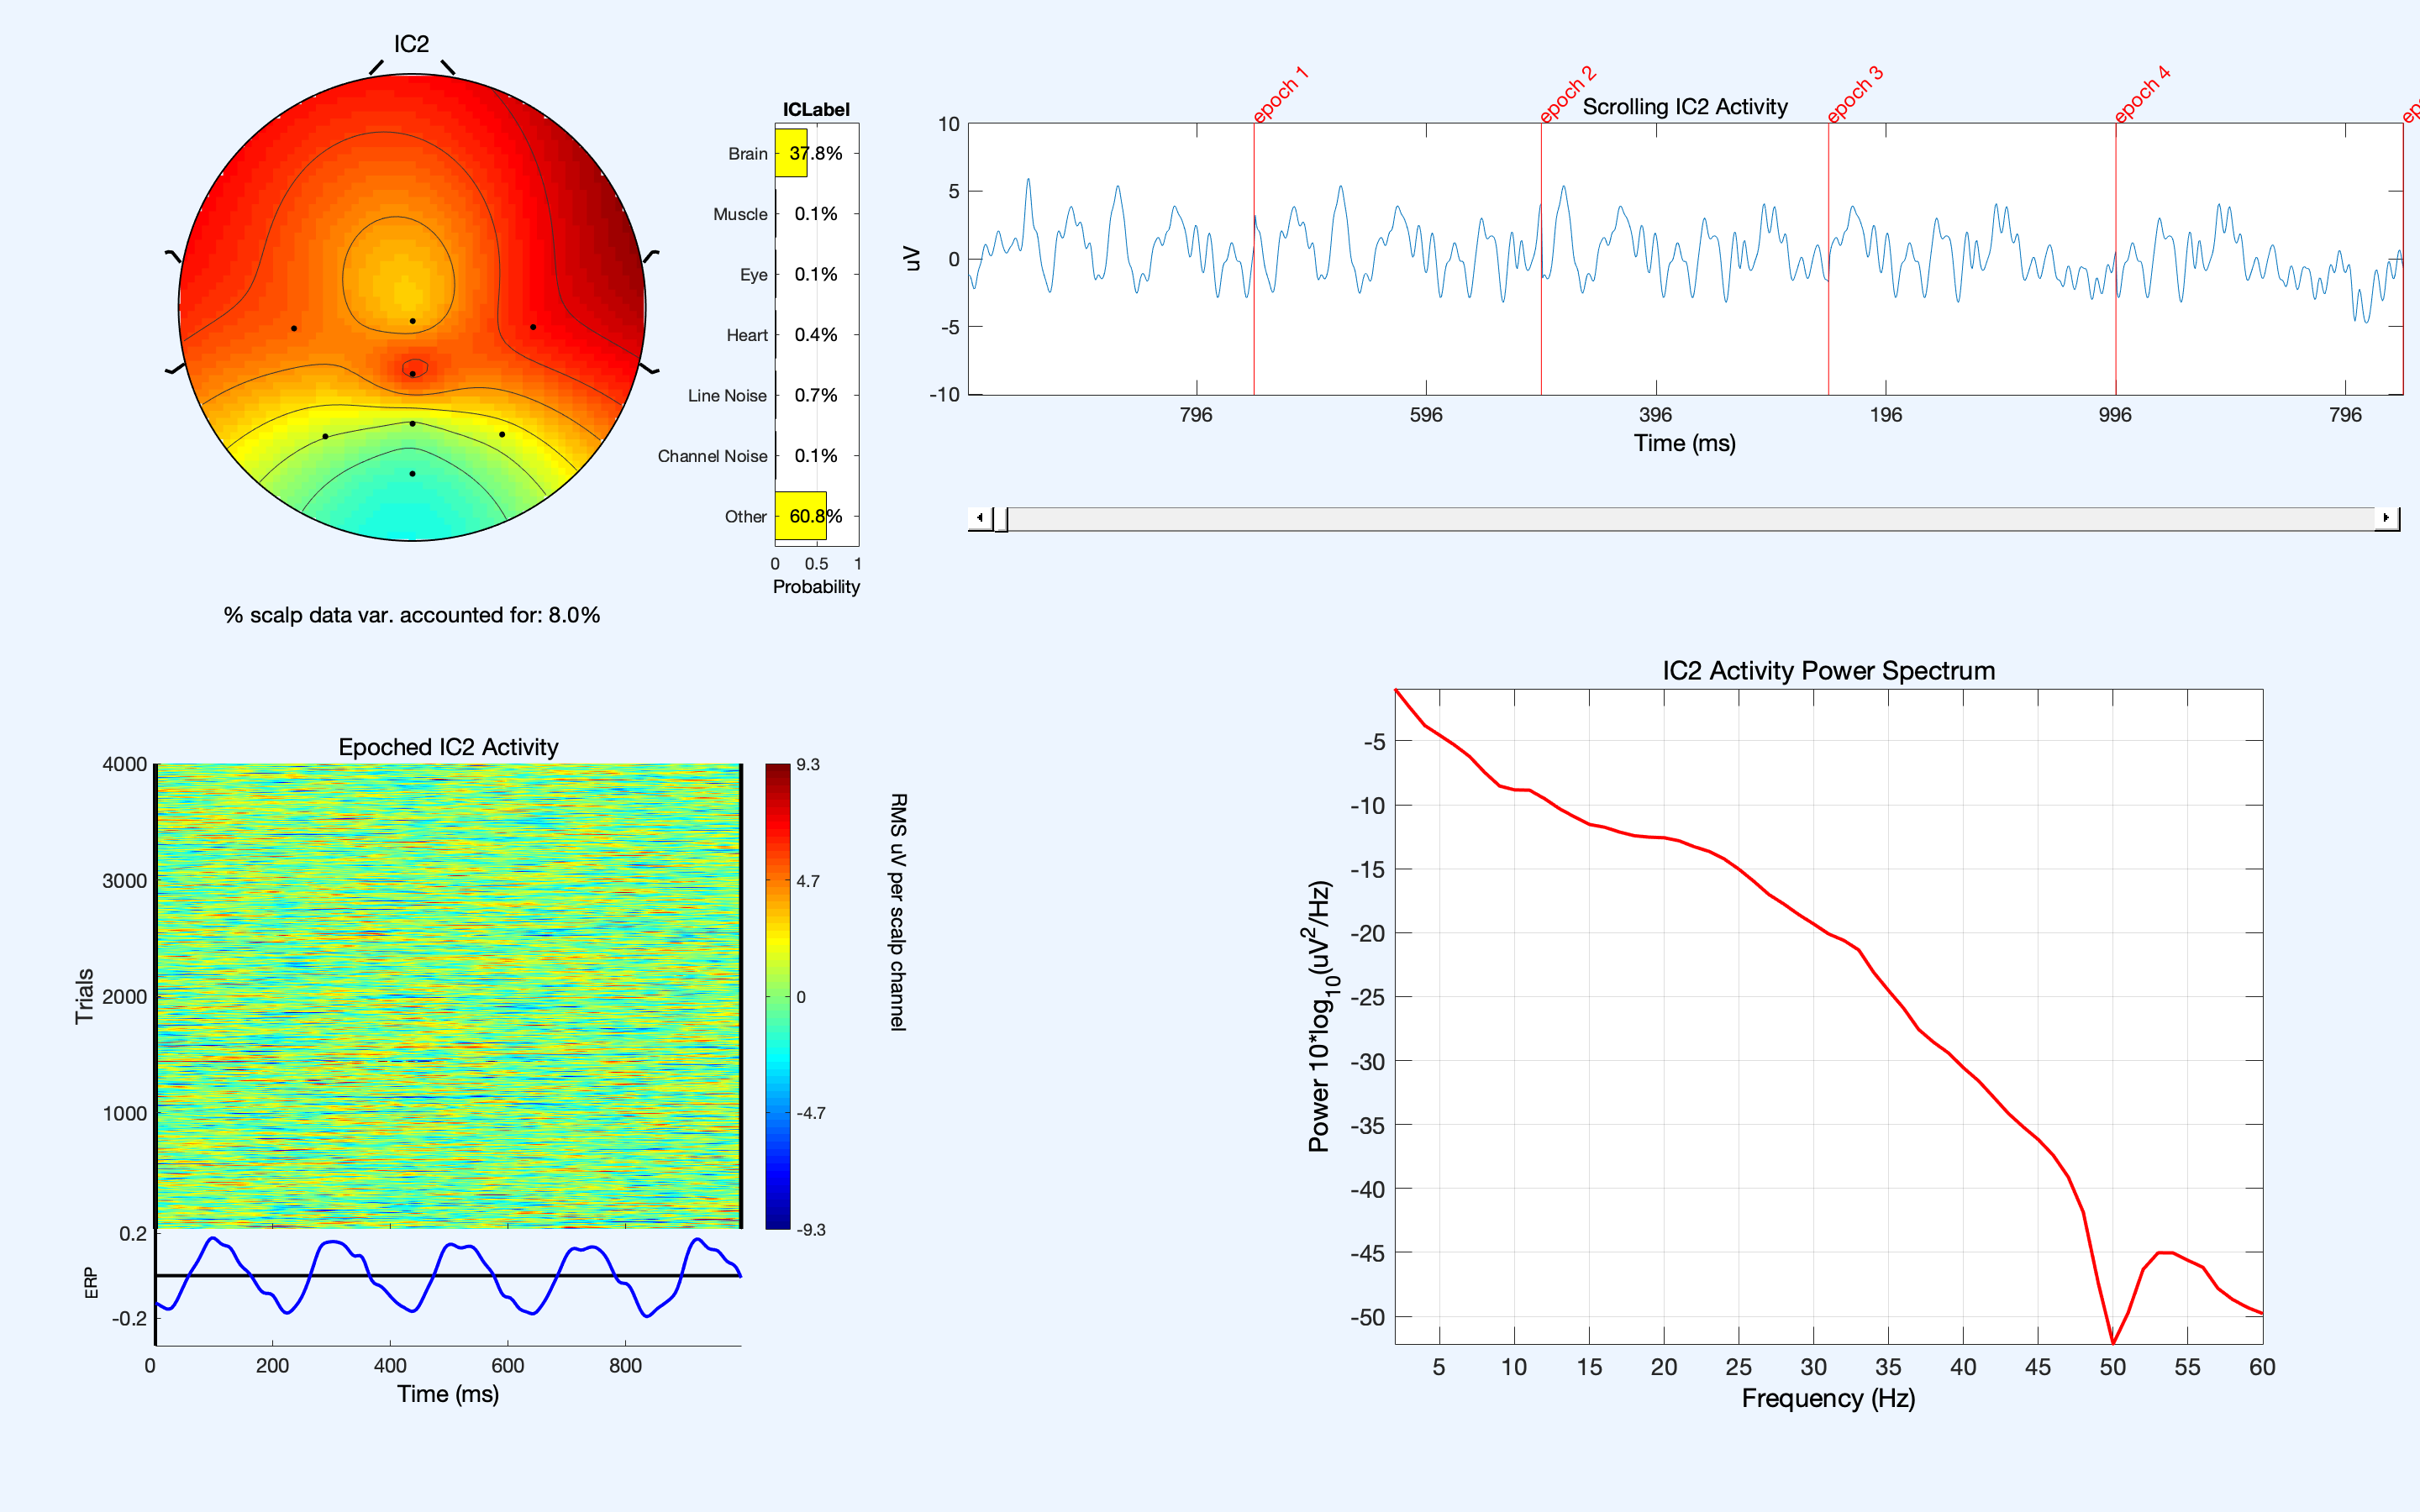 IC2
ICLabel
Brain 37.8%
Muscle 0.1%
Eye 0.1%
Heart 0.4%
Line Noise 0.7%
Channel Noise 0.1%
Other 60.8%
0 0.5 1
Probability
% scalp data var. accounted for: 8.0%
epoch 1
epoch 2
epoch 3
epoch 4
Scrolling IC2 Activity
10
5
0
-5
-10
uV
796 596 396 196 996 796
Time (ms)
Epoched IC2 Activity
4000
3000
2000
1000
Trials
9.3
4.7
0
-4.7
-9.3
RMS uV per scalp channel
0.2
-0.2
ERP
0 200 400 600 800
Time (ms)
IC2 Activity Power Spectrum
-5
-10
-15
-20
-25
-30
-35
-40
-45
-50
Power 10*log10(uV2/Hz)
5 10 15 20 25 30 35 40 45 50 55 60
Frequency (Hz)